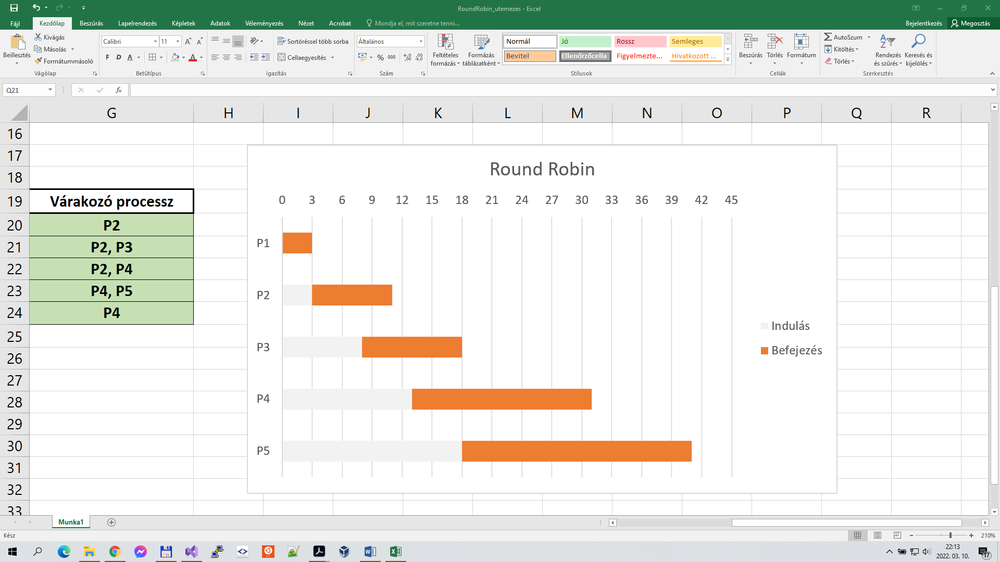 RoundRobin_utemezes - Excel
Fájl Kezdőlap Beszúrás Lapelrendezés Képletek Adatok Véleményezés Nézet Acrobat Mondja el, mit szeretne tenni... Bejelentkezés Megosztás
Beillesztés
Kivágás
Másolás
Formátummásoló
Vágólap
Calibri 11
F D A A
Betűtípus
Sortöréssel több sorba
Cellaegyesítés
Igazítás
Általános
% 000
Szám
Feltételes formázás
Formázás táblázatként
Normál Jó Rossz Semleges
Bevitel Ellenőrzőcella Figyelmezte... Hivatkozott ...
Stílusok
Beszúrás Törlés Formátum
Cellák
AutoSzum
Kitöltés
Törlés
Rendezés és szűrés
Keresés és kijelölés
Szerkesztés
Q21 fx
G H I J K L M N O P Q R
16
17
18
19 Várakozó processz
20 P2
21 P2, P3
22 P2, P4
23 P4, P5
24 P4
25
26
27
28
29
30
31
32
33
Round Robin
0 3 6 9 12 15 18 21 24 27 30 33 36 39 42 45
P1
P2
P3
P4
P5
Indulás
Befejezés
Munka1
Kész 210%
22:13
2022. 03. 10.
17